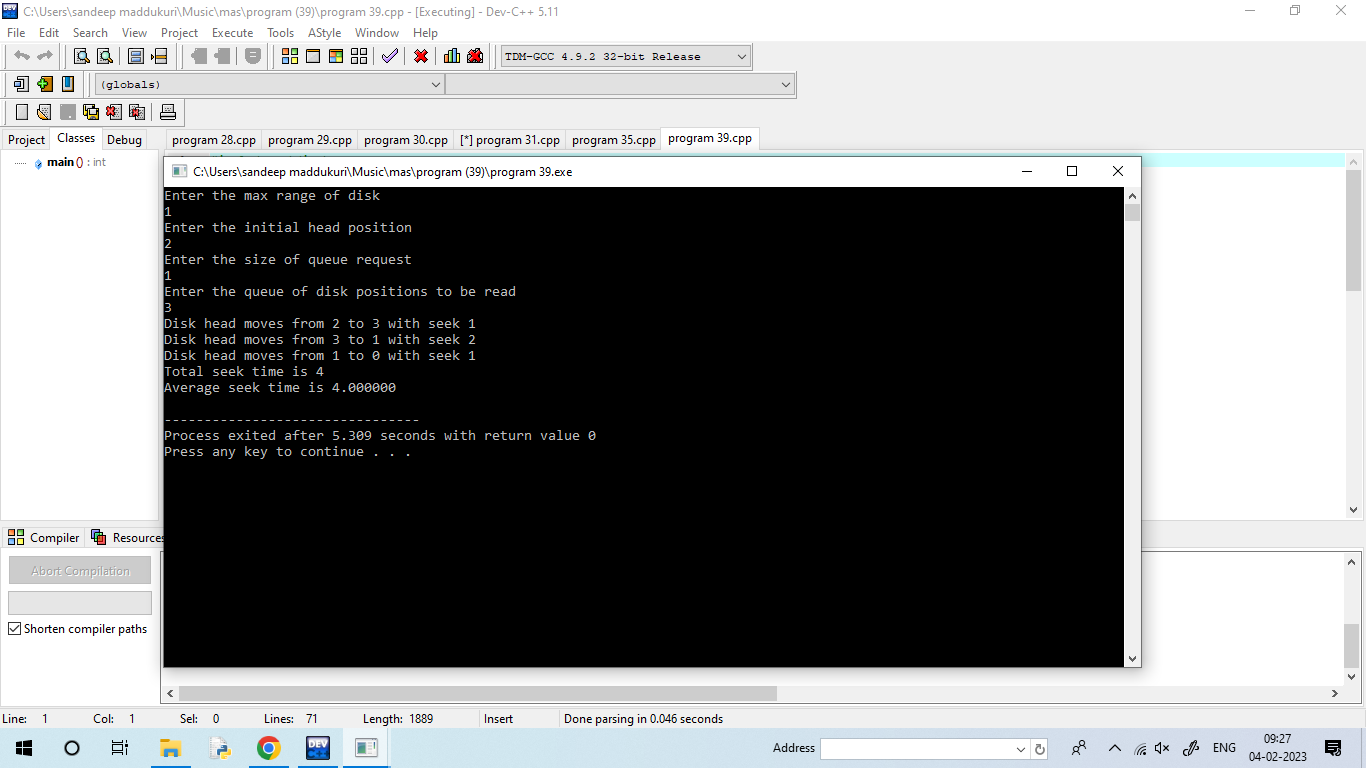 C:\Users\sandeep maddukuri\Music\mas\program (39)\program 39.cpp - [Executing] - Dev-C++ 5.11
File Edit Search View Project Execute Tools AStyle Window Help
TDM-GCC 4.9.2 32-bit Release
(globals)
Project Classes Debug program 28.cpp program 29.cpp program 30.cpp [*] program 31.cpp program 35.cpp program 39.cpp
main () : int
C:\Users\sandeep maddukuri\Music\mas\program (39)\program 39.exe
Enter the max range of disk
1
Enter the initial head position
2
Enter the size of queue request
1
Enter the queue of disk positions to be read
3
Disk head moves from 2 to 3 with seek 1
Disk head moves from 3 to 1 with seek 2
Disk head moves from 1 to 0 with seek 1
Total seek time is 4
Average seek time is 4.000000
--------------------------------
Process exited after 5.309 seconds with return value 0
Press any key to continue . . .
Compiler Resources
Abort Compilation
Shorten compiler paths
Line: 1 Col: 1 Sel: 0 Lines: 71 Length: 1889 Insert Done parsing in 0.046 seconds
DEV C++
Address
ENG
09:27
04-02-2023